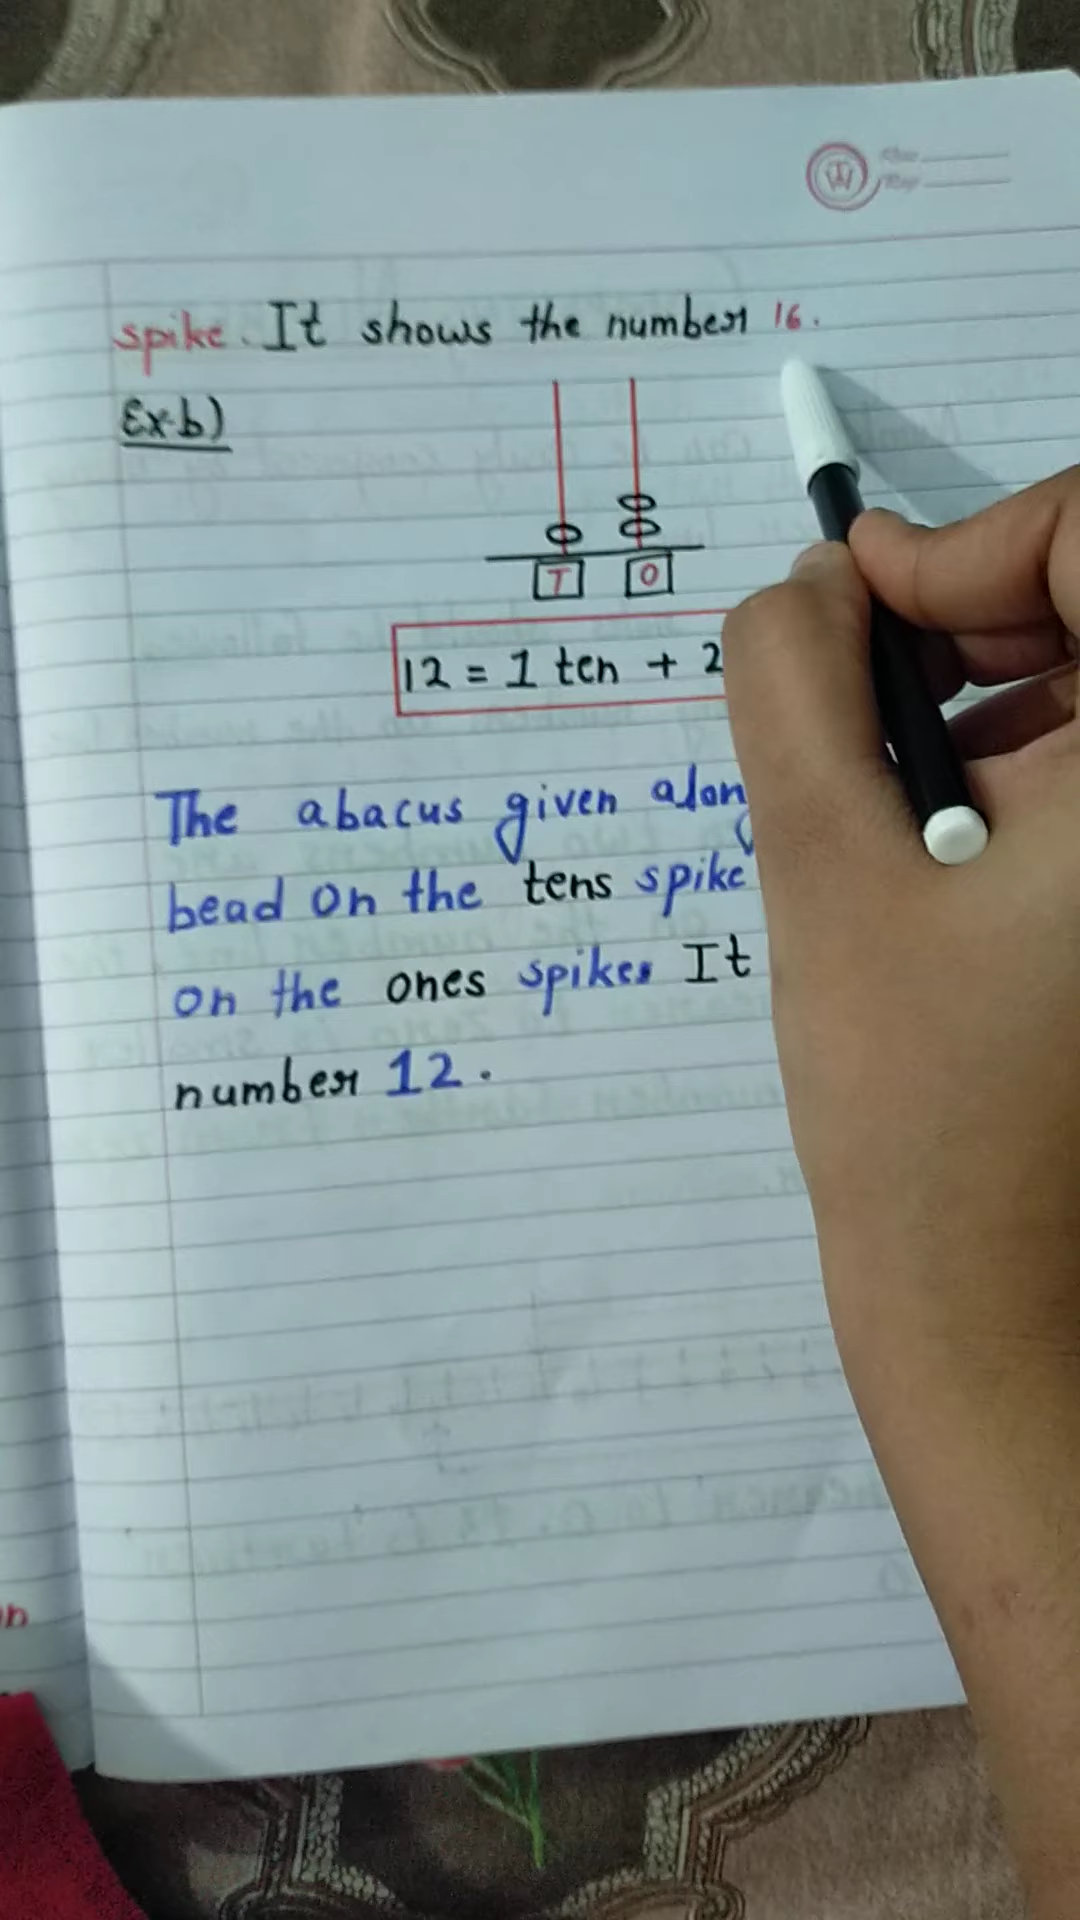 spike. It shows the number 16.
Ex-b)
T O
12 = 1 ten + 2
The abacus given along
bead on the tens spike
on the ones spikes It
number 12.